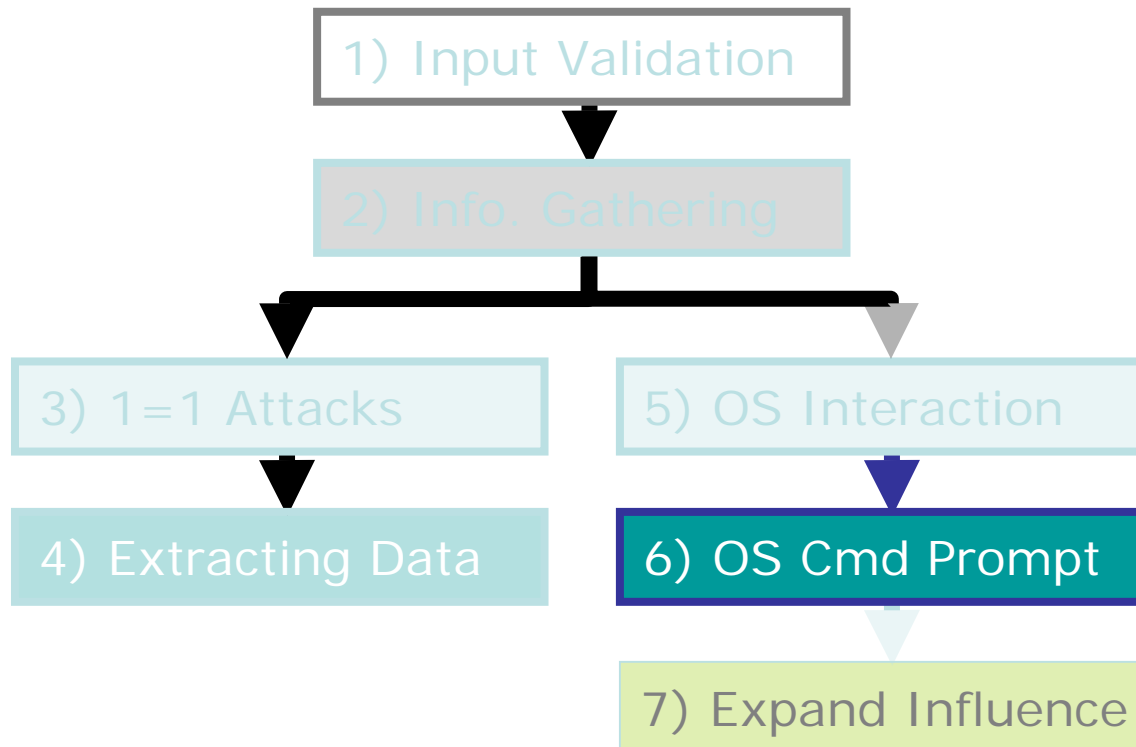 1) Input Validation
2) Info. Gathering
3) 1=1 Attacks
5) OS Interaction
4) Extracting Data
6) OS Cmd Prompt
7) Expand Influence